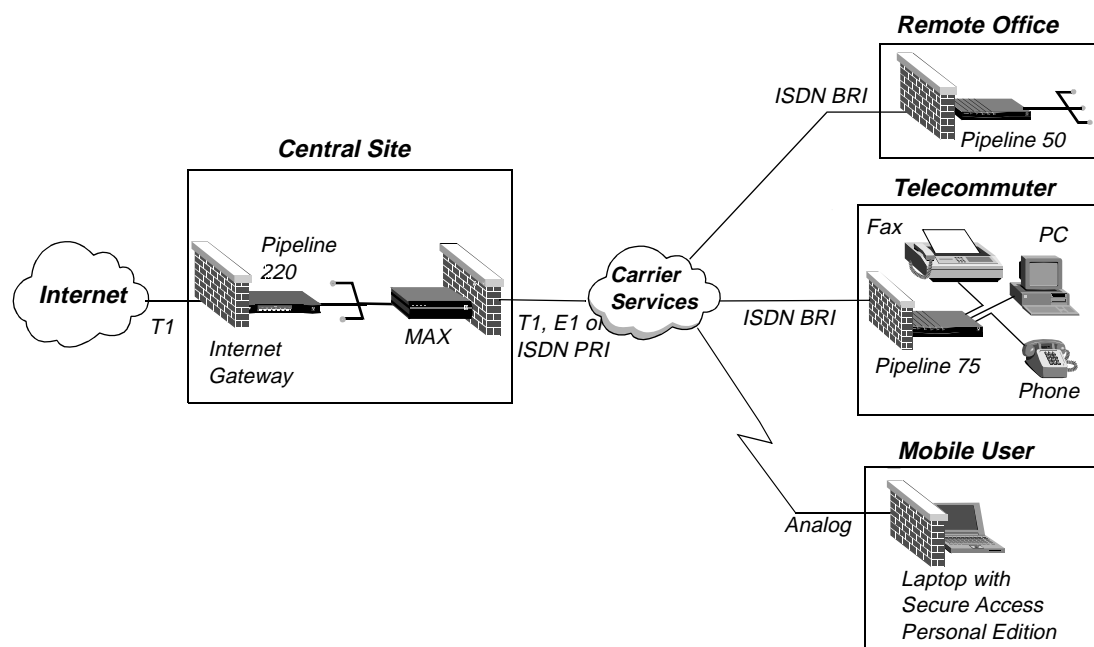 Remote Office
ISDN BRI
Pipeline 50
Central Site
Telecommuter
Fax
PC
Pipeline
220
Internet
Carrier
Services
T1
MAX
T1, E1 or
ISDN PRI
ISDN BRI
Internet
Gateway
Pipeline 75
Phone
Mobile User
Analog
Laptop with
Secure Access
Personal Edition